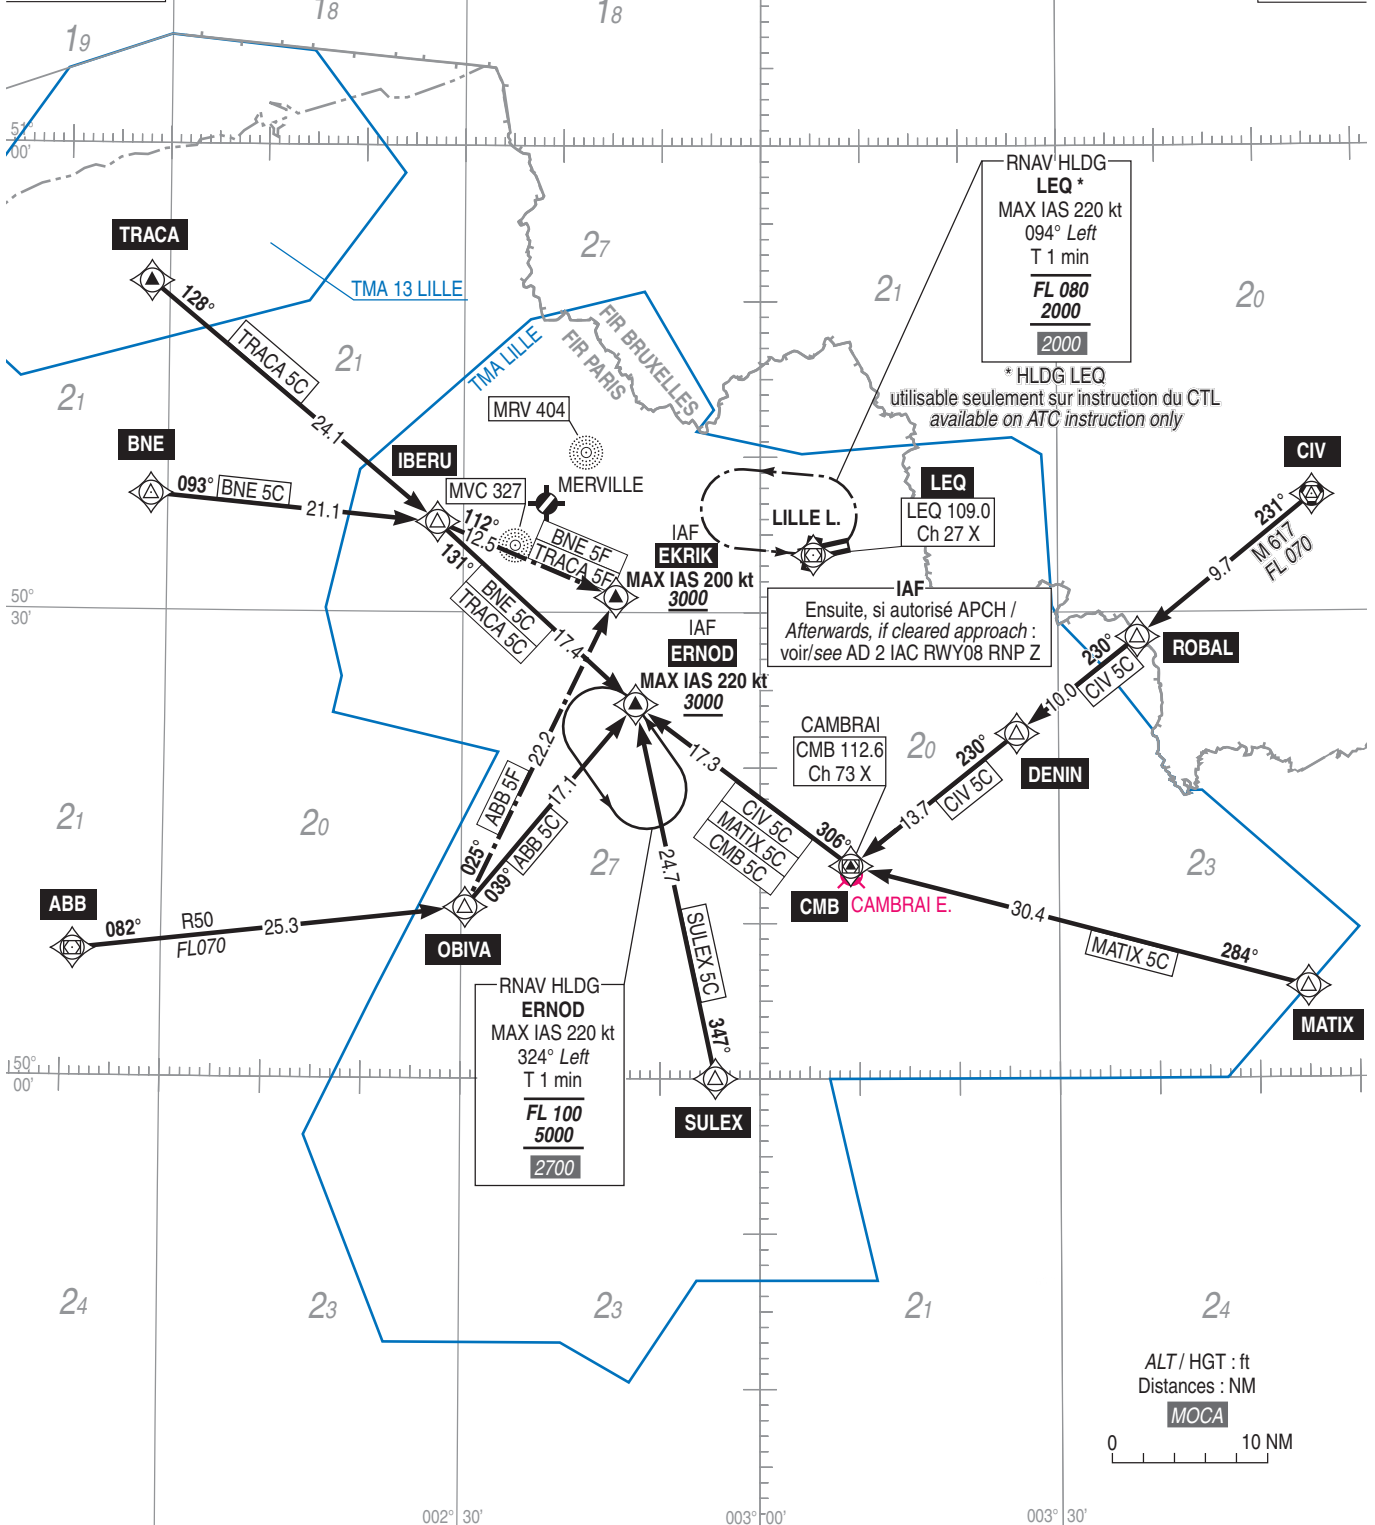 18
18
19
51°
00'
RNAV HLDG
LEQ *
MAX IAS 220 kt
094° Left
T 1 min
FL 080
2000
2000
* HLDG LEQ
utilisable seulement sur instruction du CTL
available on ATC instruction only
TRACA
128°
TRACA 5C
24.1
TMA 13 LILLE
27
21
20
21
21
FIR BRUXELLES
FIR PARIS
TMA LILLE
MRV 404
MERVILLE
MVC 327
BNE
093°
BNE 5C
21.1
IBERU
112°
12.5
BNE 5F
TRACA 5F
131°
BNE 5C
TRACA 5C
17.4
IAF
EKRIK
MAX IAS 200 kt
3000
IAF
ERNOD
MAX IAS 220 kt
3000
LILLE L.
LEQ
LEQ 109.0
Ch 27 X
IAF
Ensuite, si autorisé APCH /
Afterwards, if cleared approach :
voir/see AD 2 IAC RWY08 RNP Z
CIV
231°
M 617
FL 070
9.7
50°
30'
ROBAL
230°
CIV 5C
10.0
DENIN
230°
CIV 5C
13.7
CAMBRAI
CMB 112.6
Ch 73 X
20
17.3
CIV 5C
MATIX 5C
CMB 5C
306°
CMB
CAMBRAI E.
30.4
MATIX 5C
284°
MATIX
23
21
20
27
22.2
ABB 5F
025°
17.1
ABB 5C
039°
ABB
082°
R50
FL070
25.3
OBIVA
24.7
SULEX 5C
347°
SULEX
RNAV HLDG
ERNOD
MAX IAS 220 kt
324° Left
T 1 min
FL 100
5000
2700
50°
00'
24
23
23
21
24
ALT / HGT : ft
Distances : NM
MOCA
0
10 NM
002° 30'
003° 00'
003° 30'